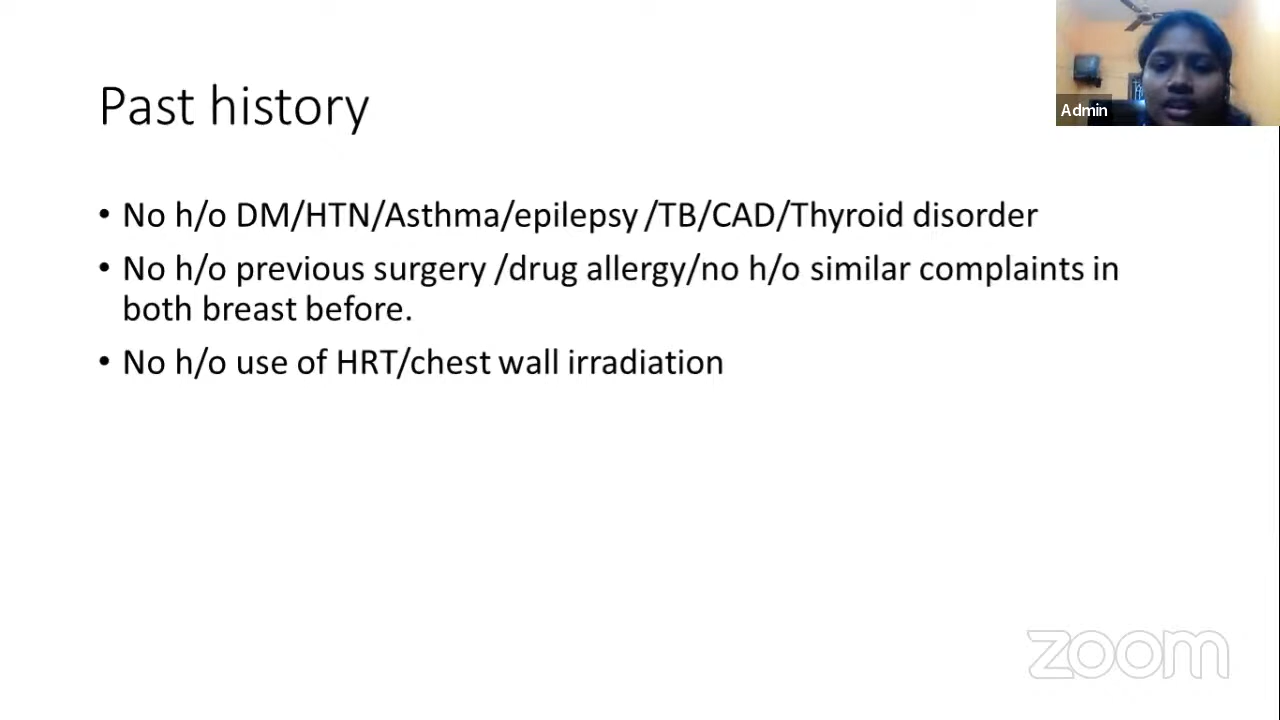 Past history
Admin
• No h/o DM/HTN/Asthma/epilepsy /TB/CAD/Thyroid disorder
• No h/o previous surgery /drug allergy/no h/o similar complaints in
both breast before.
• No h/o use of HRT/chest wall irradiation
zoom